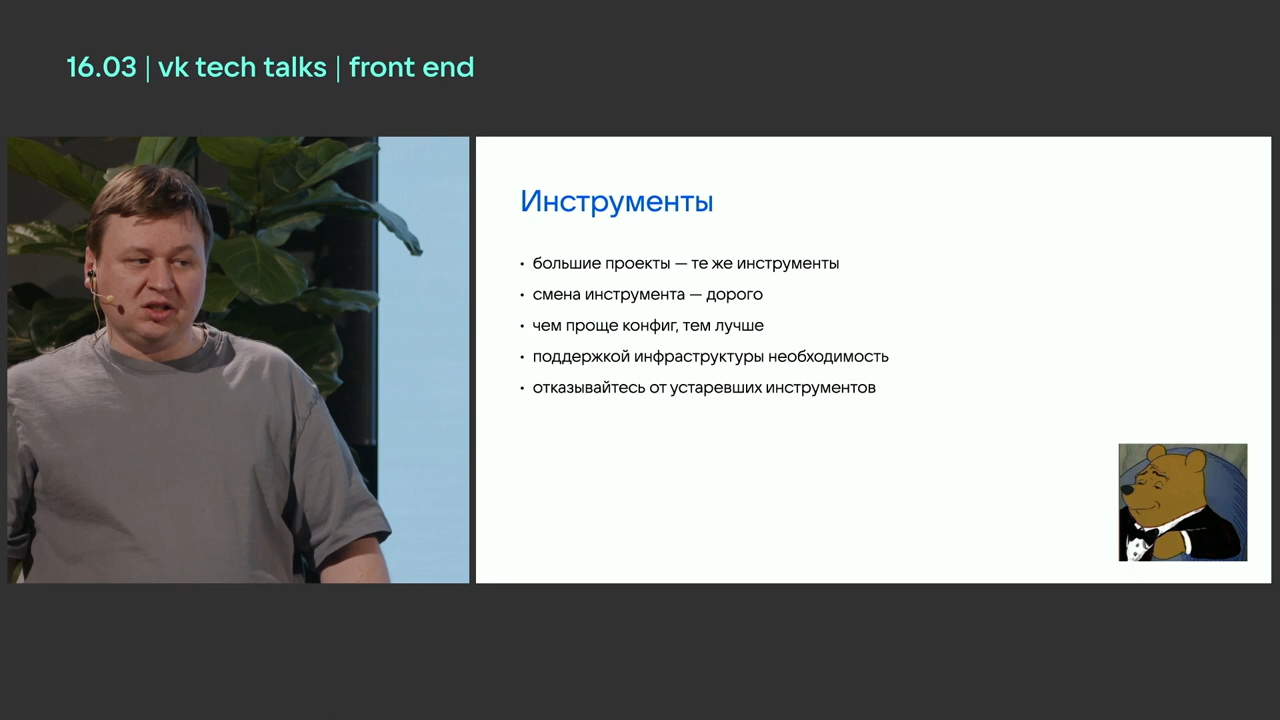 16.03 | vk tech talks | front end
Инструменты
• большие проекты — те же инструменты
• смена инструмента — дорого
• чем проще конфиг, тем лучше
• поддержкой инфраструктуры необходимость
• отказывайтесь от устаревших инструментов